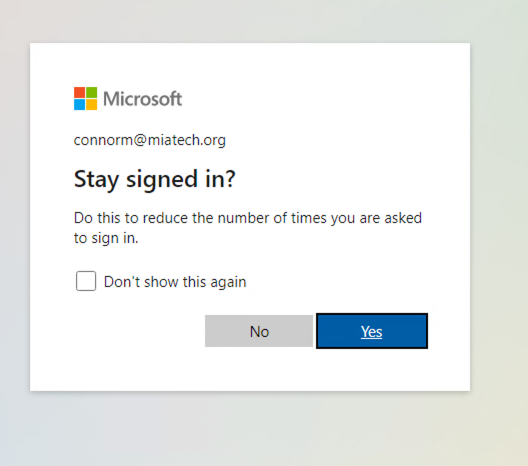 Microsoft
connorm@miatech.org
Stay signed in?
Do this to reduce the number of times you are asked
to sign in.
Don't show this again
No
Yes